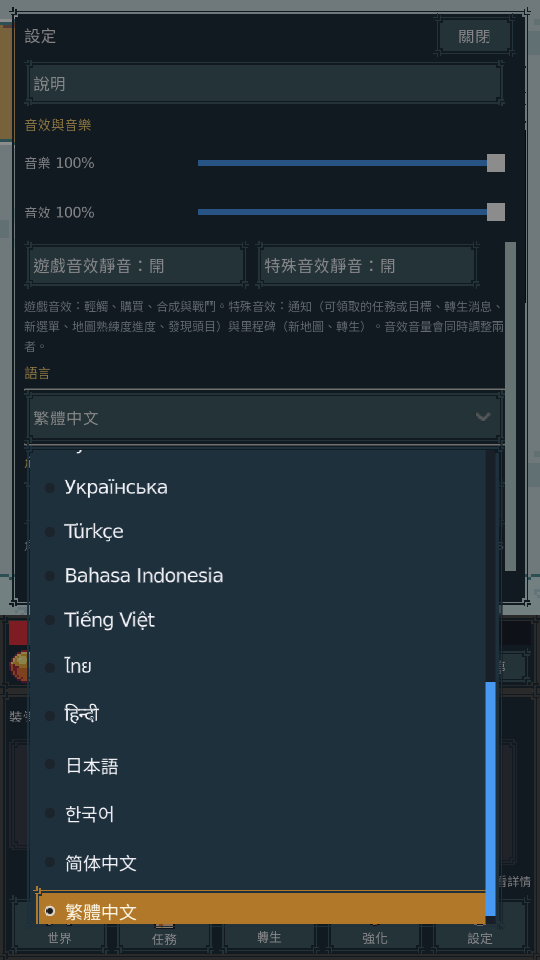 設定
關閉
說明
音效與音樂
音樂 100%
音效 100%
遊戲音效靜音：開
特殊音效靜音：開
遊戲音效：輕觸、購買、合成與戰鬥。特殊音效：通知（可領取的任務或目標、轉生消息、
新選單、地圖熟練度進度、發現頭目）與里程碑（新地圖、轉生）。音效音量會同時調整兩
者。
語言
繁體中文
Українська
Türkçe
Bahasa Indonesia
Tiếng Việt
ไทย
हिन्दी
日本語
한국어
简体中文
繁體中文
詳情
世界
任務
轉生
強化
設定